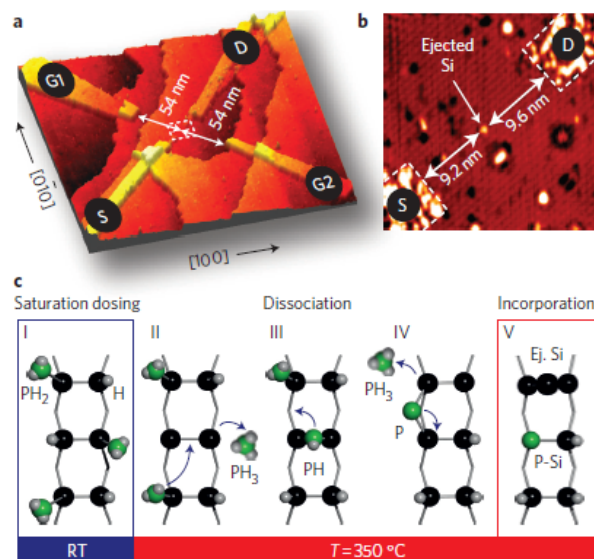 a
G1
D
54 nm
54 nm
S
G2
[01̄0]
[100]
b
Ejected
Si
D
9.6 nm
9.2 nm
S
c
Saturation dosing
Dissociation
Incorporation
I
II
III
IV
V
PH2
H
PH3
PH
PH3
P
Ej. Si
P-Si
RT
T = 350 °C